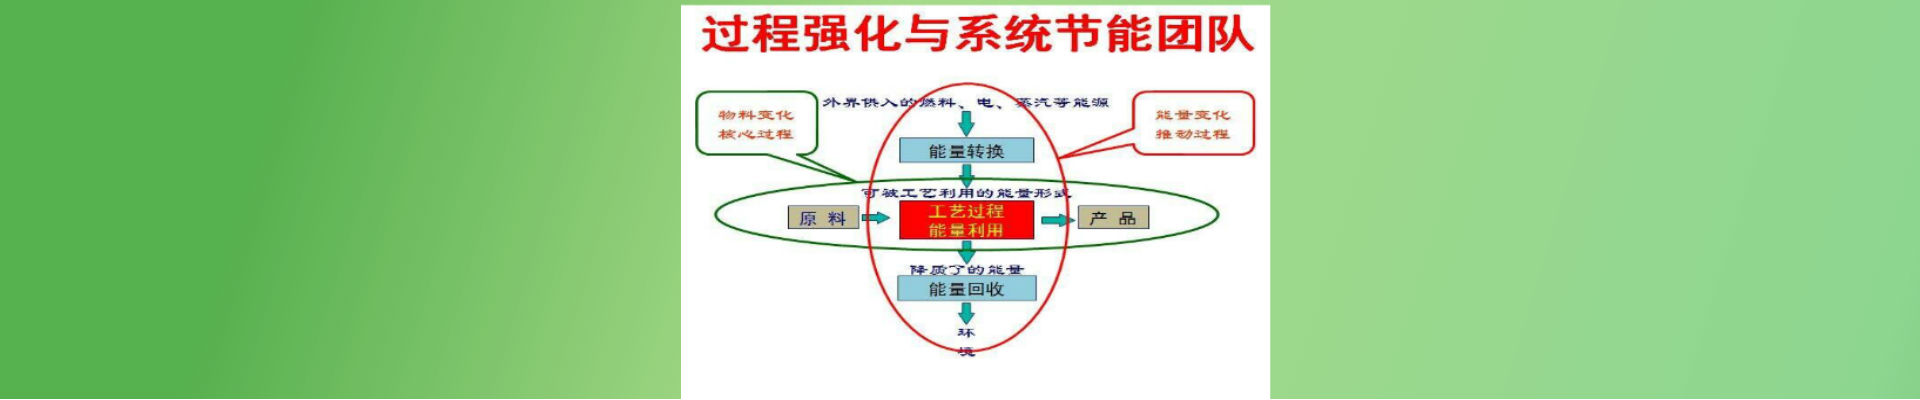 过程强化与系统节能团队
外界供入的燃料、电、蒸汽等能源
物料变化
核心过程
能量变化
推动过程
能量转换
可被工艺利用的能量形式
原 料
工艺过程
能量利用
产 品
降质了的能量
能量回收
环
境